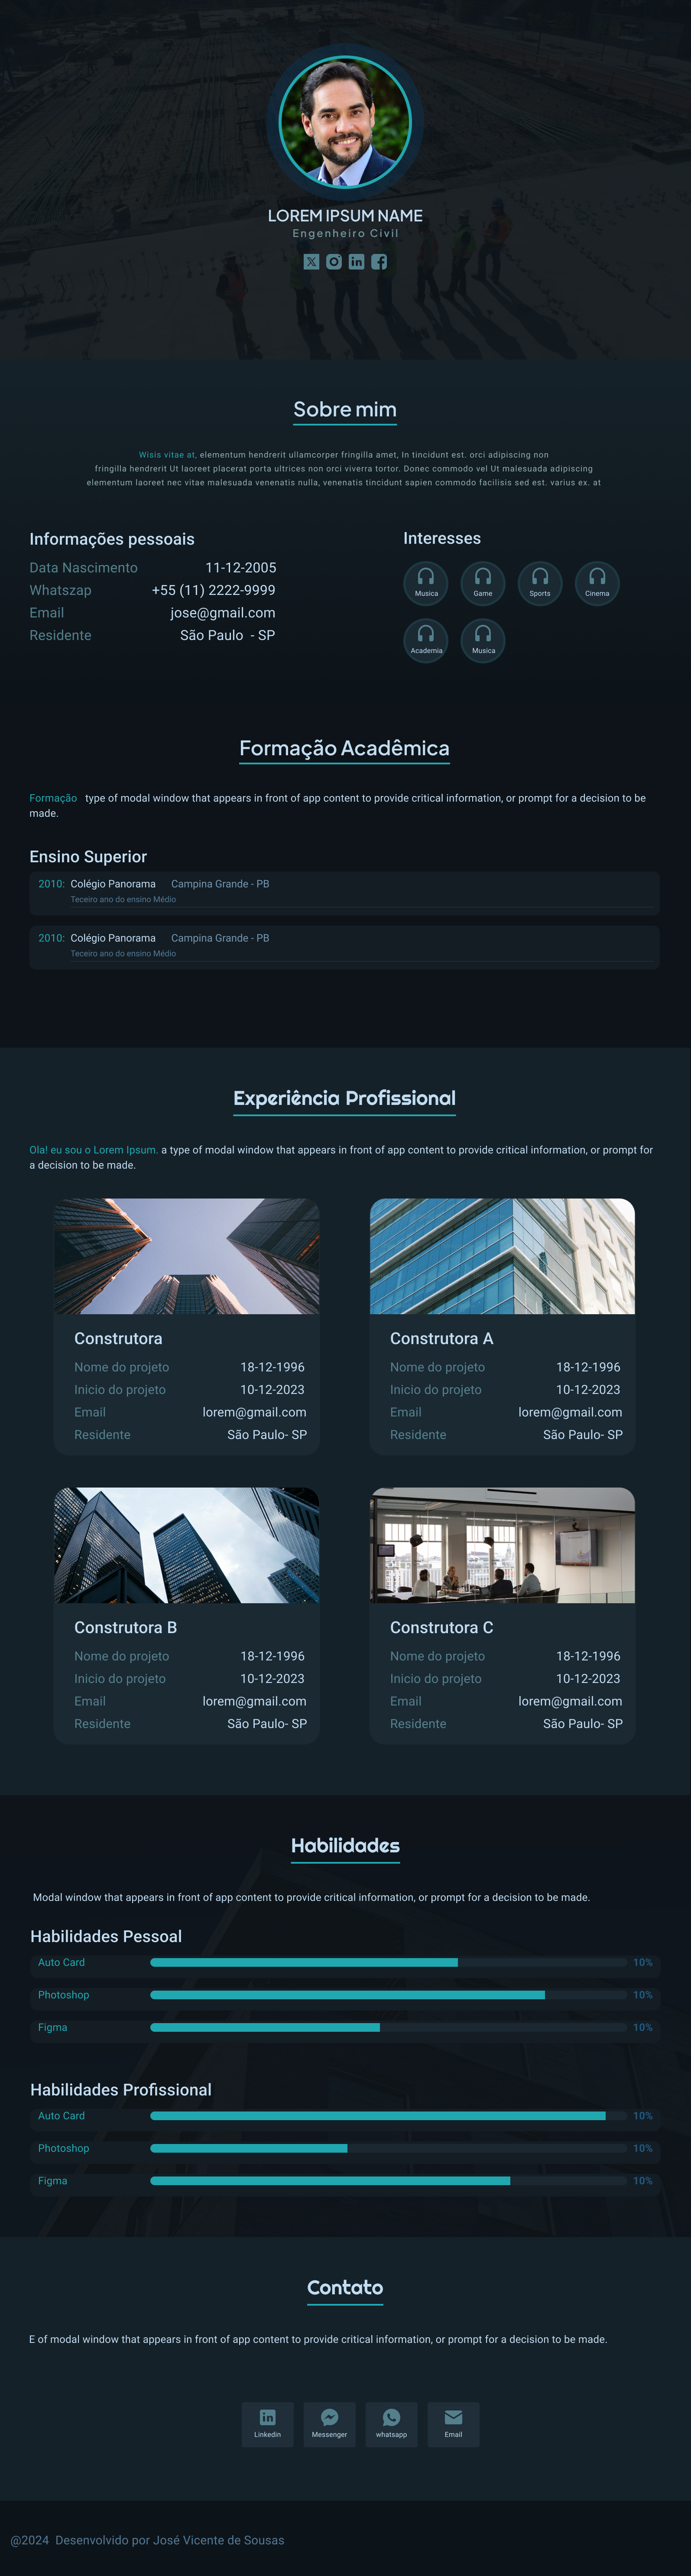 LOREM IPSUM NAME
Engenheiro Civil
Sobre mim
Wisis vitae at, elementum hendrerit ullamcorper fringilla amet, In tincidunt est. orci adipiscing non
fringilla hendrerit Ut laoreet placerat porta ultrices non orci viverra tortor. Donec commodo vel Ut malesuada adipiscing
elementum laoreet nec vitae malesuada venenatis nulla, venenatis tincidunt sapien commodo facilisis sed est. varius ex. at
Informações pessoais
Data Nascimento 11-12-2005
Whatszap +55 (11) 2222-9999
Email jose@gmail.com
Residente São Paulo - SP
Interesses
Musica Game Sports Cinema
Academia Musica
Formação Acadêmica
Formação type of modal window that appears in front of app content to provide critical information, or prompt for a decision to be
made.
Ensino Superior
2010: Colégio Panorama Campina Grande - PB
Teceiro ano do ensino Médio
2010: Colégio Panorama Campina Grande - PB
Teceiro ano do ensino Médio
Experiência Profissional
Ola! eu sou o Lorem Ipsum. a type of modal window that appears in front of app content to provide critical information, or prompt for
a decision to be made.
Construtora
Nome do projeto 18-12-1996
Inicio do projeto 10-12-2023
Email lorem@gmail.com
Residente São Paulo- SP
Construtora A
Nome do projeto 18-12-1996
Inicio do projeto 10-12-2023
Email lorem@gmail.com
Residente São Paulo- SP
Construtora B
Nome do projeto 18-12-1996
Inicio do projeto 10-12-2023
Email lorem@gmail.com
Residente São Paulo- SP
Construtora C
Nome do projeto 18-12-1996
Inicio do projeto 10-12-2023
Email lorem@gmail.com
Residente São Paulo- SP
Habilidades
Modal window that appears in front of app content to provide critical information, or prompt for a decision to be made.
Habilidades Pessoal
Auto Card 10%
Photoshop 10%
Figma 10%
Habilidades Profissional
Auto Card 10%
Photoshop 10%
Figma 10%
Contato
E of modal window that appears in front of app content to provide critical information, or prompt for a decision to be made.
Linkedin Messenger whatsapp Email
@2024 Desenvolvido por José Vicente de Sousas